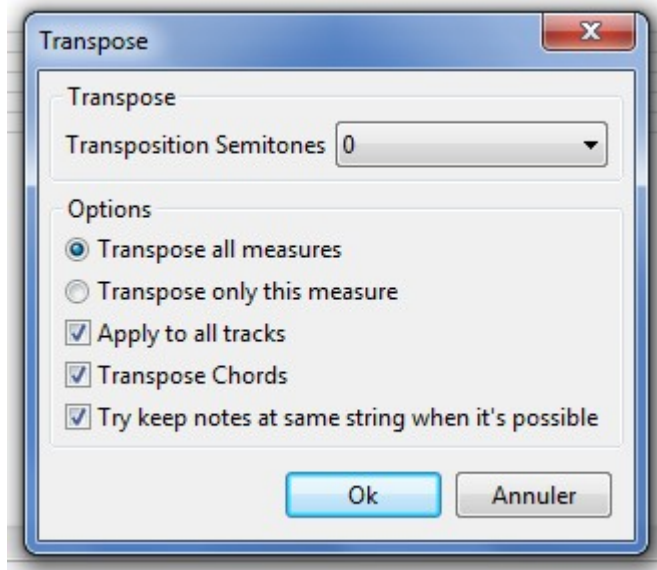 Transpose
Transpose
Transposition Semitones 0
Options
Transpose all measures
Transpose only this measure
Apply to all tracks
Transpose Chords
Try keep notes at same string when it's possible
Ok Annuler